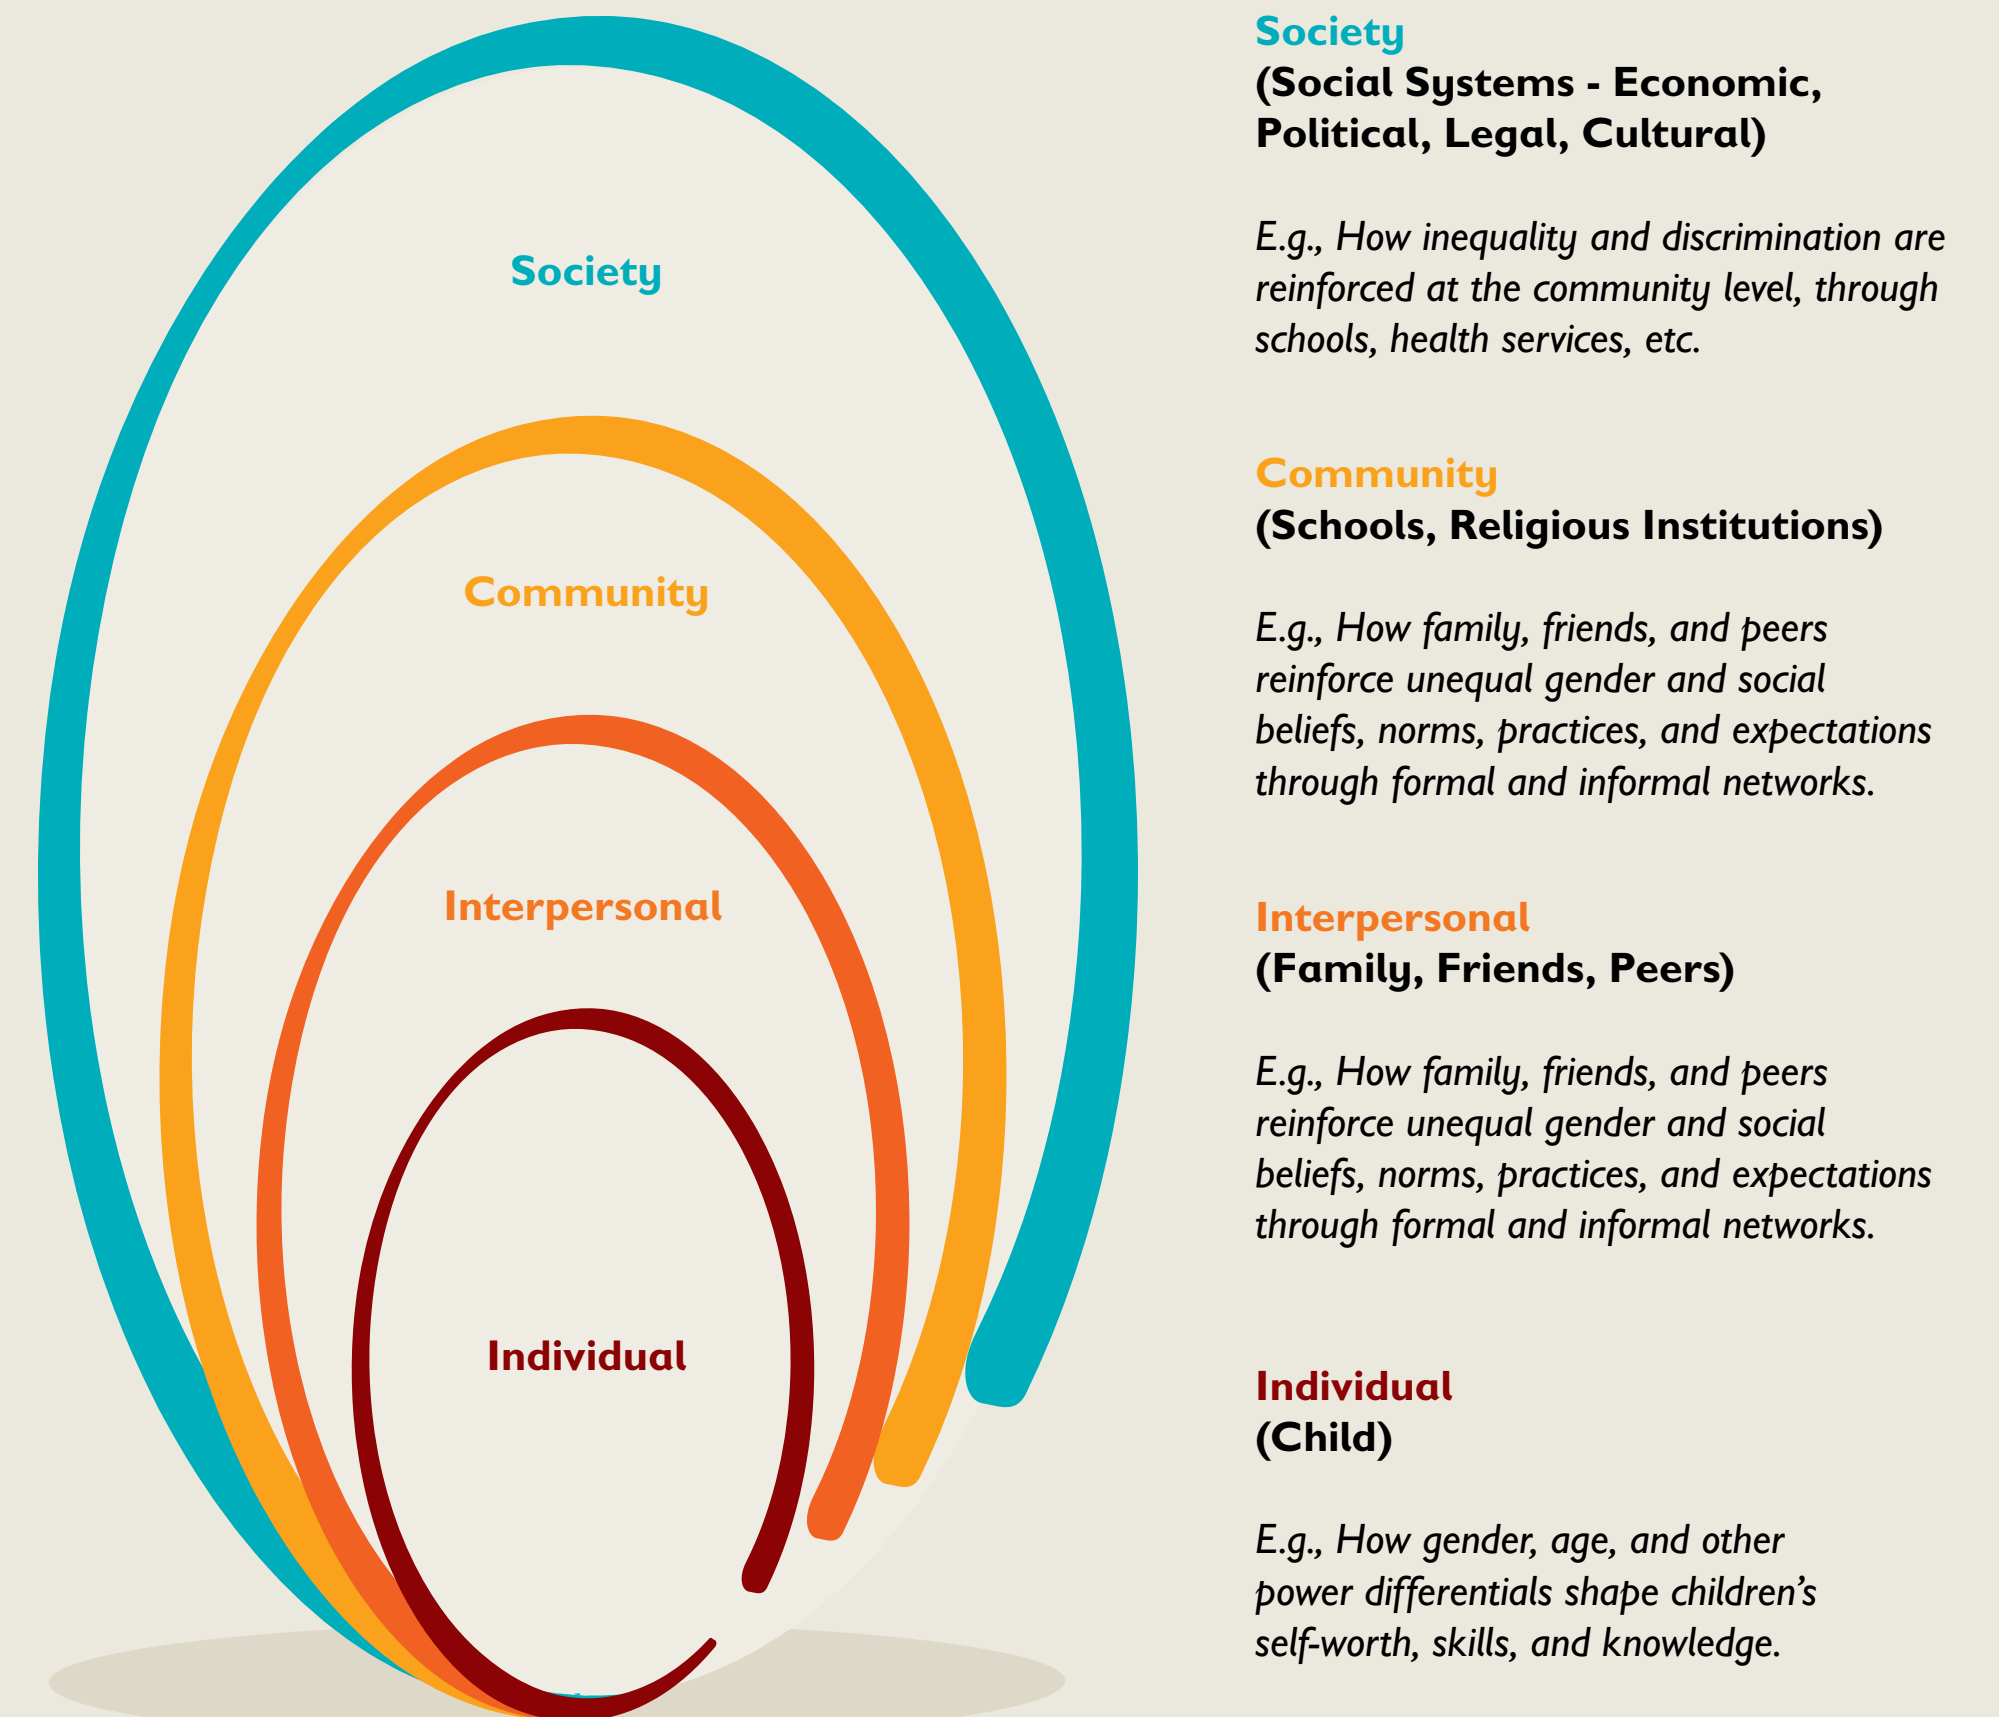 Society
Community
Interpersonal
Individual
Society
(Social Systems - Economic,
Political, Legal, Cultural)
E.g., How inequality and discrimination are
reinforced at the community level, through
schools, health services, etc.
Community
(Schools, Religious Institutions)
E.g., How family, friends, and peers
reinforce unequal gender and social
beliefs, norms, practices, and expectations
through formal and informal networks.
Interpersonal
(Family, Friends, Peers)
E.g., How family, friends, and peers
reinforce unequal gender and social
beliefs, norms, practices, and expectations
through formal and informal networks.
Individual
(Child)
E.g., How gender, age, and other
power differentials shape children’s
self-worth, skills, and knowledge.